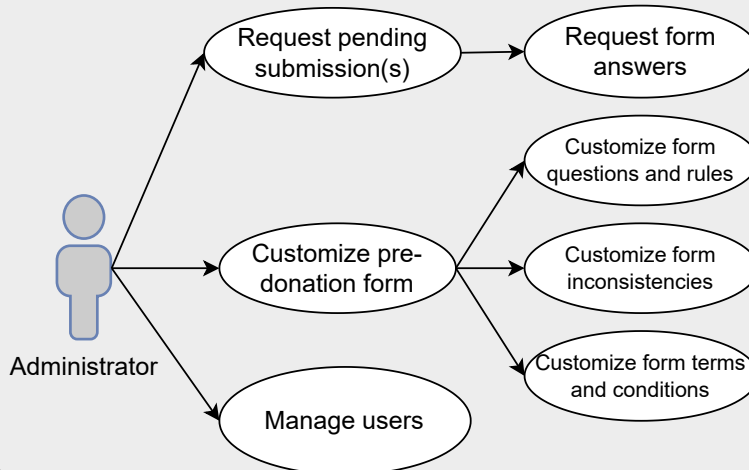 Request pending
submission(s)
Request form
answers
Customize form
questions and rules
Customize pre-
donation form
Customize form
inconsistencies
Administrator
Customize form terms
and conditions
Manage users